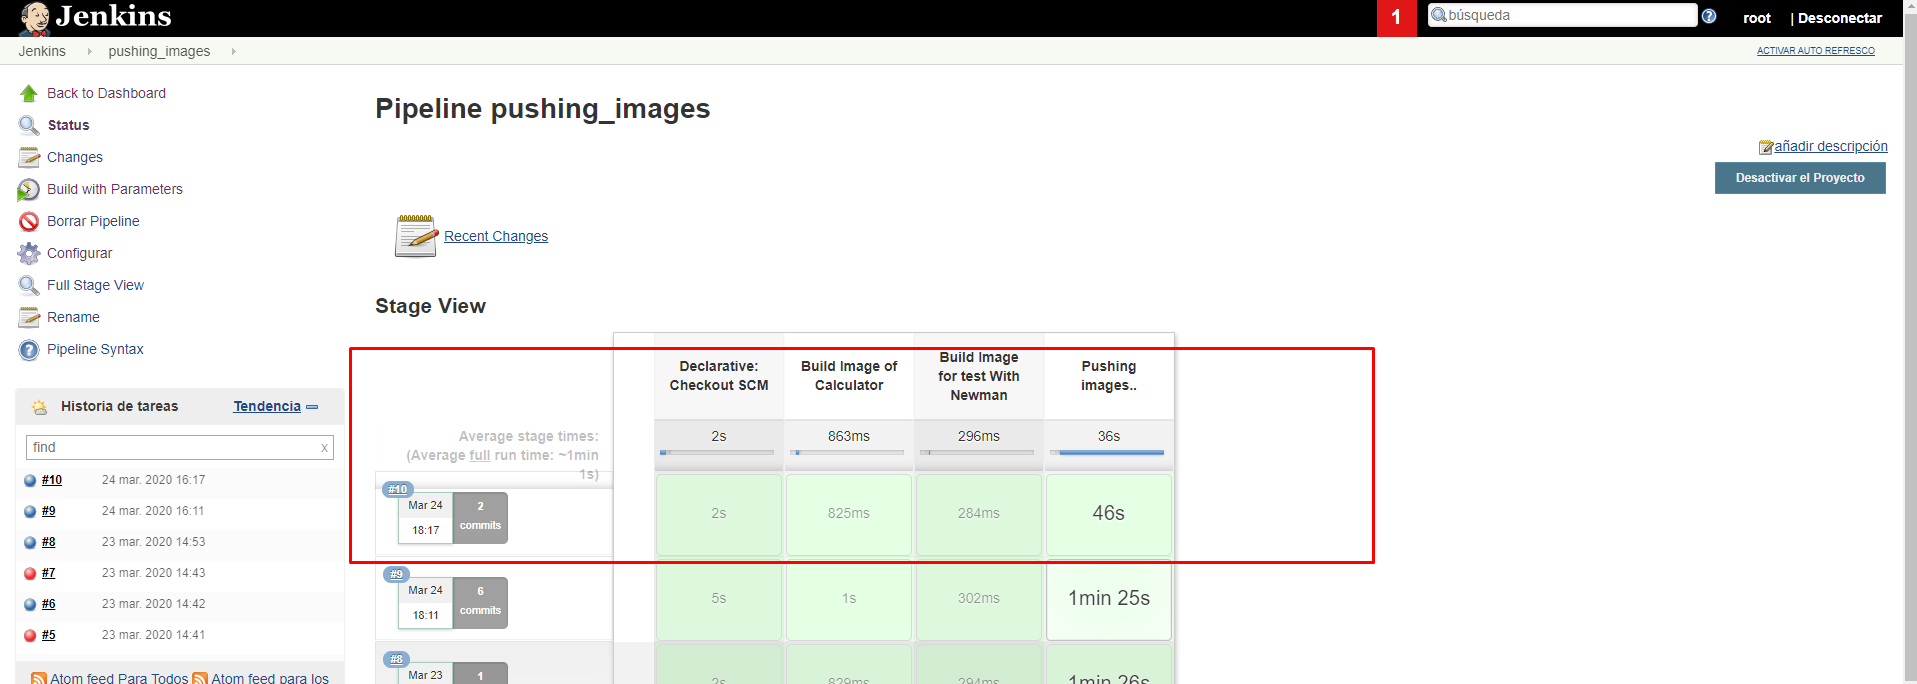 Jenkins
1
búsqueda
root | Desconectar
Jenkins
pushing_images
ACTIVAR AUTO REFRESCO
Back to Dashboard
Status
Changes
Build with Parameters
Borrar Pipeline
Configurar
Full Stage View
Rename
Pipeline Syntax
Historia de tareas
Tendencia
find x
#10 24 mar. 2020 16:17
#9 24 mar. 2020 16:11
#8 23 mar. 2020 14:53
#7 23 mar. 2020 14:43
#6 23 mar. 2020 14:42
#5 23 mar. 2020 14:41
Atom feed Para Todos Atom feed para los
Pipeline pushing_images
añadir descripción
Desactivar el Proyecto
Recent Changes
Stage View
Declarative:
Checkout SCM
Build Image of
Calculator
Build Image
for test With
Newman
Pushing
images..
Average stage times:
(Average full run time: ~1min
1s)
2s 863ms 296ms 36s
#10
Mar 24
18:17
2
commits
2s 825ms 284ms 46s
#9
Mar 24
18:11
6
commits
5s 1s 302ms 1min 25s
#8
Mar 23
1
2s 829ms 294ms 1min 26s